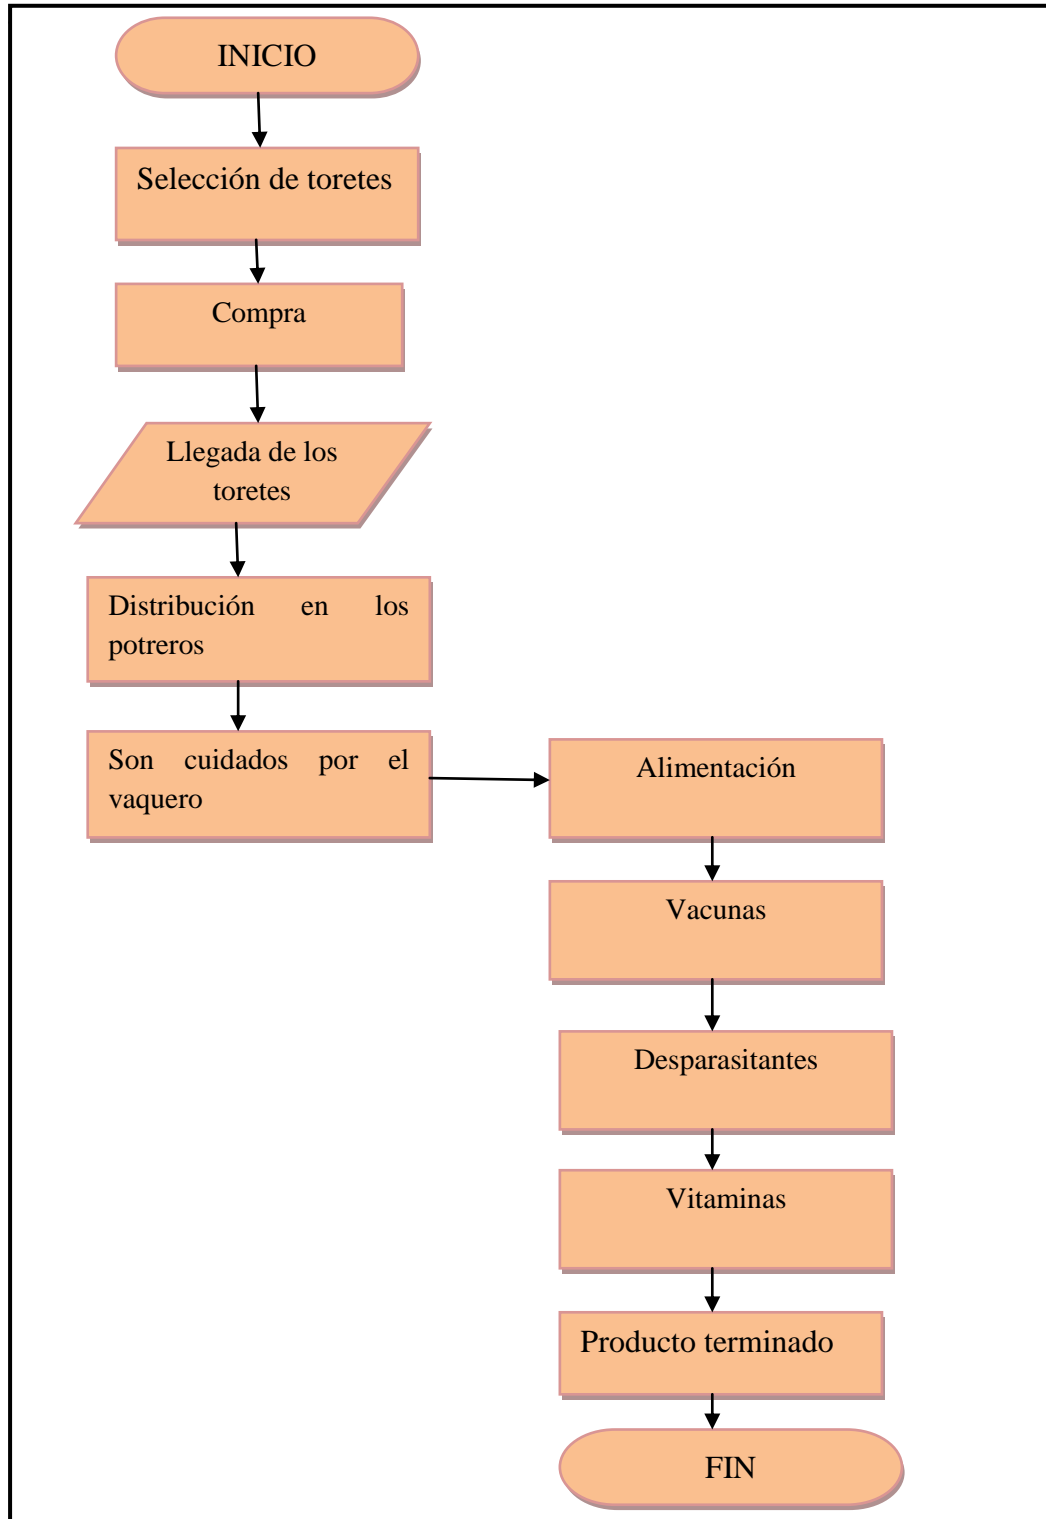 INICIO
Selección de toretes
Compra
Llegada de los
toretes
Distribución en los
potreros
Son cuidados por el
vaquero
Alimentación
Vacunas
Desparasitantes
Vitaminas
Producto terminado
FIN